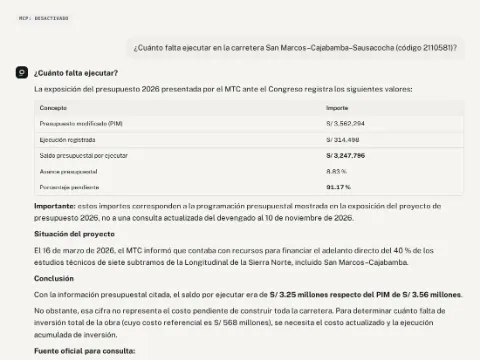 MCP: DESACTIVADO
¿Cuánto falta ejecutar en la carretera San Marcos–Cajabamba–Sausacocha (código 2110581)?
¿Cuánto falta ejecutar?
La exposición del presupuesto 2026 presentada por el MTC ante el Congreso registra los siguientes valores:
Concepto Importe
Presupuesto modificado (PIM) S/ 3,562,294
Ejecución registrada S/ 314,498
Saldo presupuestal por ejecutar S/ 3,247,796
Avance presupuestal 8.83 %
Porcentaje pendiente 91.17 %
Importante: estos importes corresponden a la programación presupuestal mostrada en la exposición del proyecto de
presupuesto 2026, no a una consulta actualizada del devengado al 10 de noviembre de 2026.
Situación del proyecto
El 16 de marzo de 2026, el MTC informó que contaba con recursos para financiar el adelanto directo del 40 % de los
estudios técnicos de siete subtramos de la Longitudinal de la Sierra Norte, incluido San Marcos–Cajabamba.
Conclusión
Con la información presupuestal citada, el saldo por ejecutar era de S/ 3.25 millones respecto del PIM de S/ 3.56 millones.
No obstante, esa cifra no representa el costo pendiente de construir toda la carretera. Para determinar cuánto falta de
inversión total de la obra (cuyo costo referencial es S/ 568 millones), se necesita el costo actualizado y la ejecución
acumulada de inversión.
Fuente oficial para consulta: